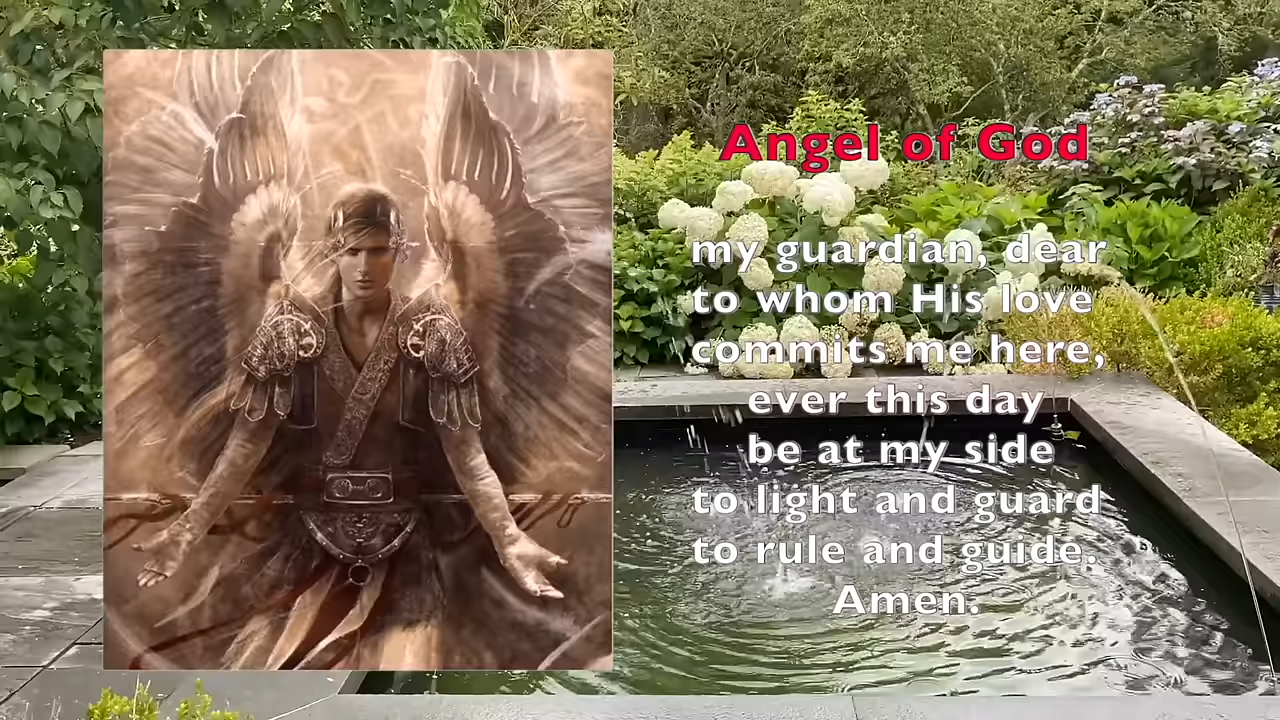 Angel of God
my guardian, dear
to whom His love
commits me here,
ever this day
be at my side
to light and guard
to rule and guide.
Amen.